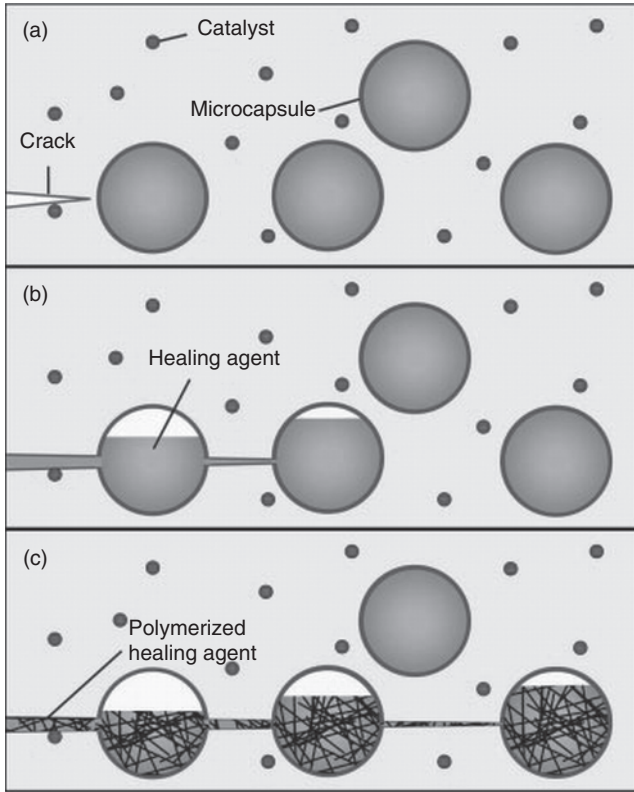 (a)
Catalyst
Microcapsule
Crack
(b)
Healing agent
(c)
Polymerized
healing agent